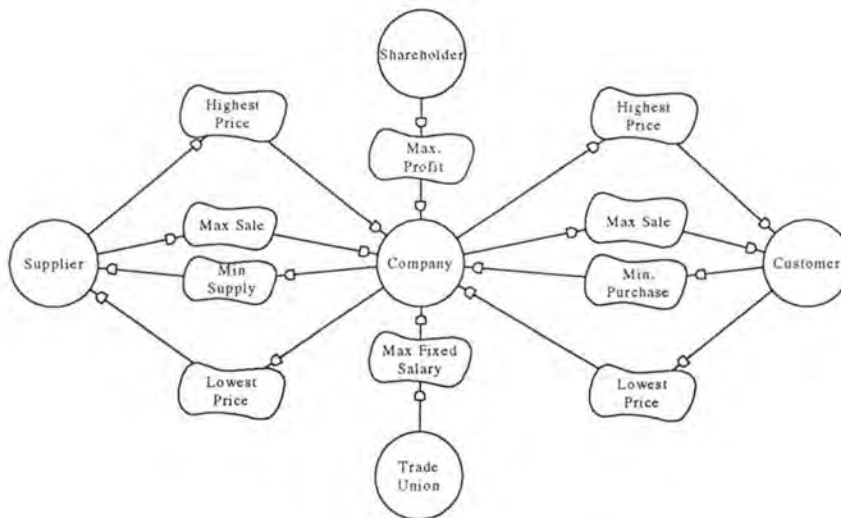 Shareholder
Highest
Price
Highest
Price
Max.
Profit
Max Sale
Max Sale
Supplier
Company
Customer
Min
Supply
Min.
Purchase
Max Fixed
Salary
Lowest
Price
Lowest
Price
Trade
Union